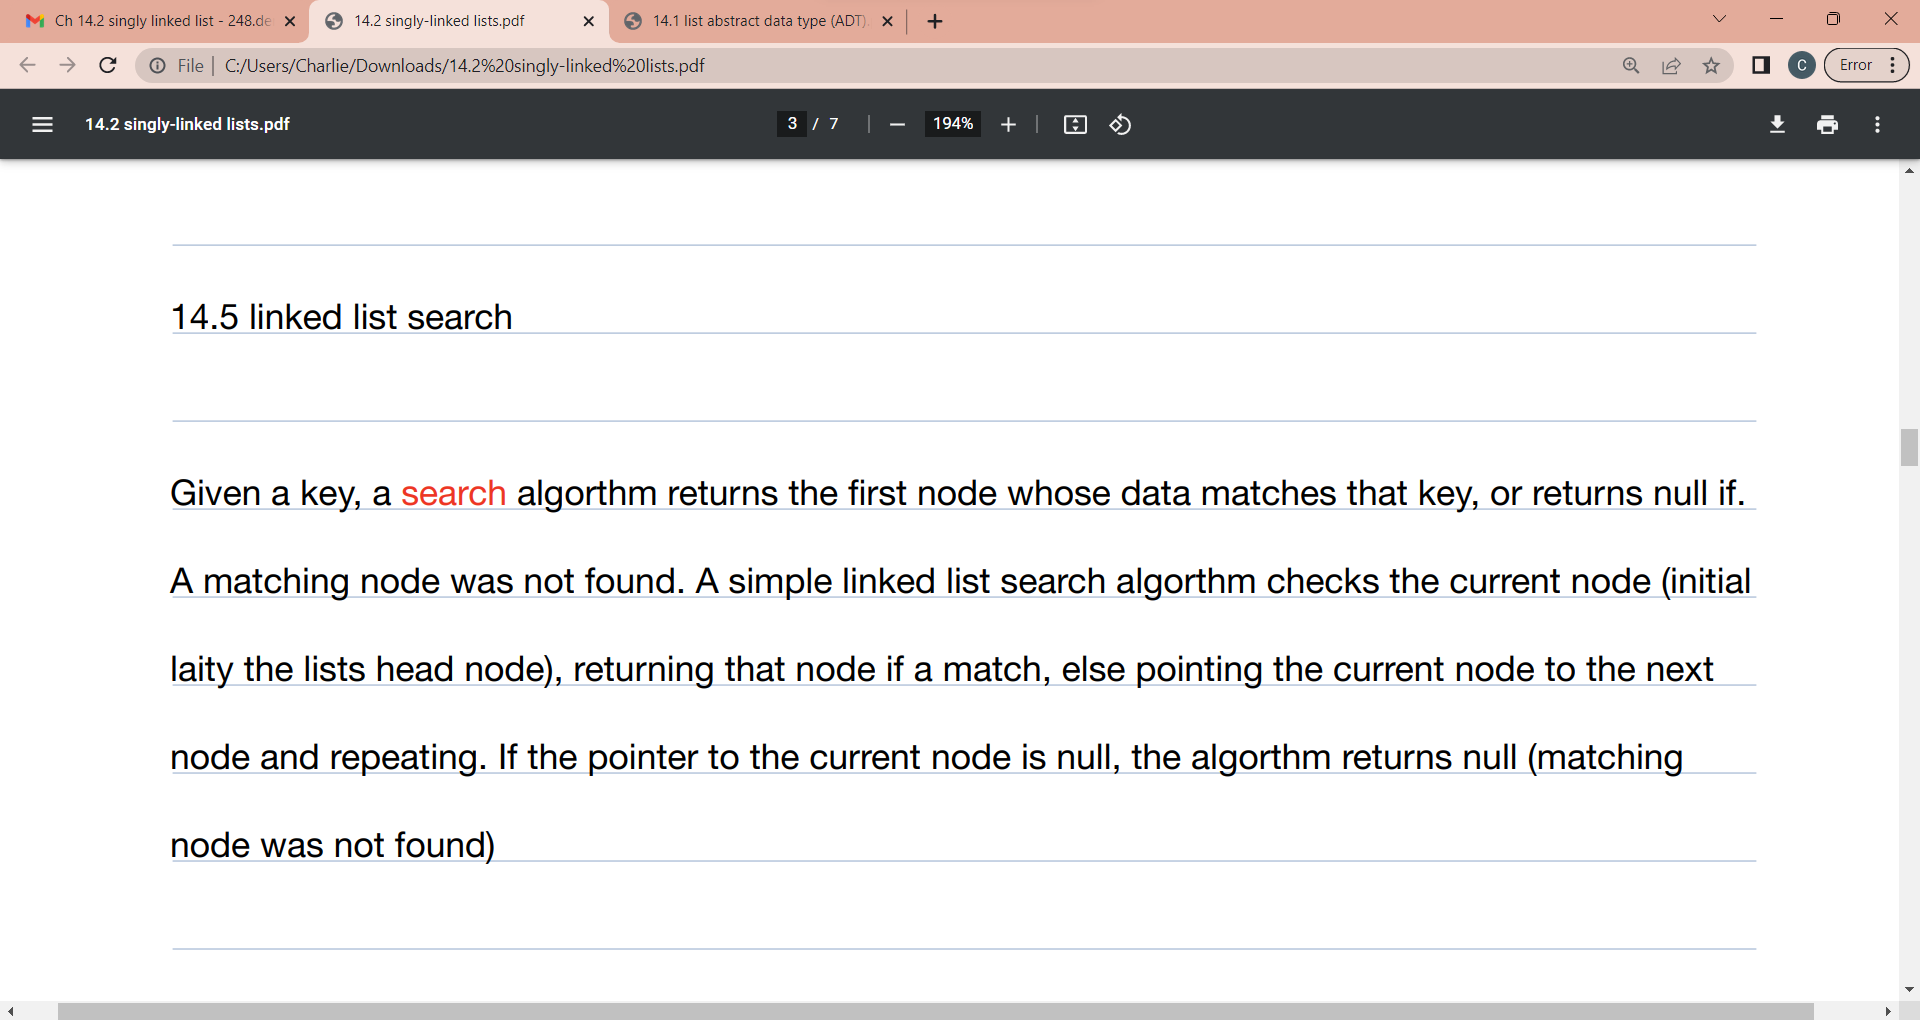 Ch 14.2 singly linked list - 248.de
14.2 singly-linked lists.pdf
14.1 list abstract data type (ADT).
File
C:/Users/Charlie/Downloads/14.2%20singly-linked%20lists.pdf
C
Error
14.2 singly-linked lists.pdf
3 / 7
194%
14.5 linked list search
Given a key, a search algorthm returns the first node whose data matches that key, or returns null if.
A matching node was not found. A simple linked list search algorthm checks the current node (initial
laity the lists head node), returning that node if a match, else pointing the current node to the next
node and repeating. If the pointer to the current node is null, the algorthm returns null (matching
node was not found)